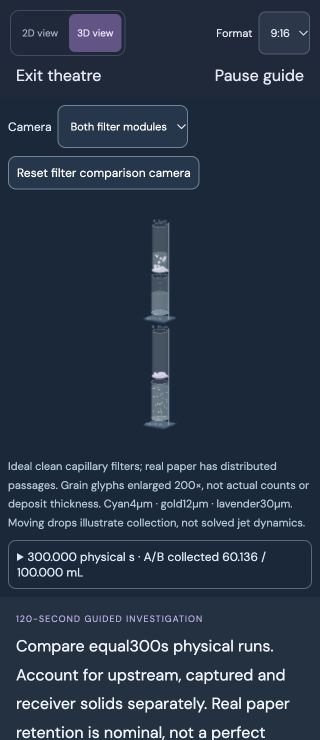 2D view 3D view Format 9:16
Exit theatre Pause guide
Camera Both filter modules
Reset filter comparison camera
Ideal clean capillary filters; real paper has distributed
passages. Grain glyphs enlarged 200×, not actual counts or
deposit thickness. Cyan4µm · gold12µm · lavender30µm.
Moving drops illustrate collection, not solved jet dynamics.
▶ 300.000 physical s · A/B collected 60.136 /
100.000 mL
120-SECOND GUIDED INVESTIGATION
Compare equal300s physical runs.
Account for upstream, captured and
receiver solids separately. Real paper
retention is nominal, not a perfect